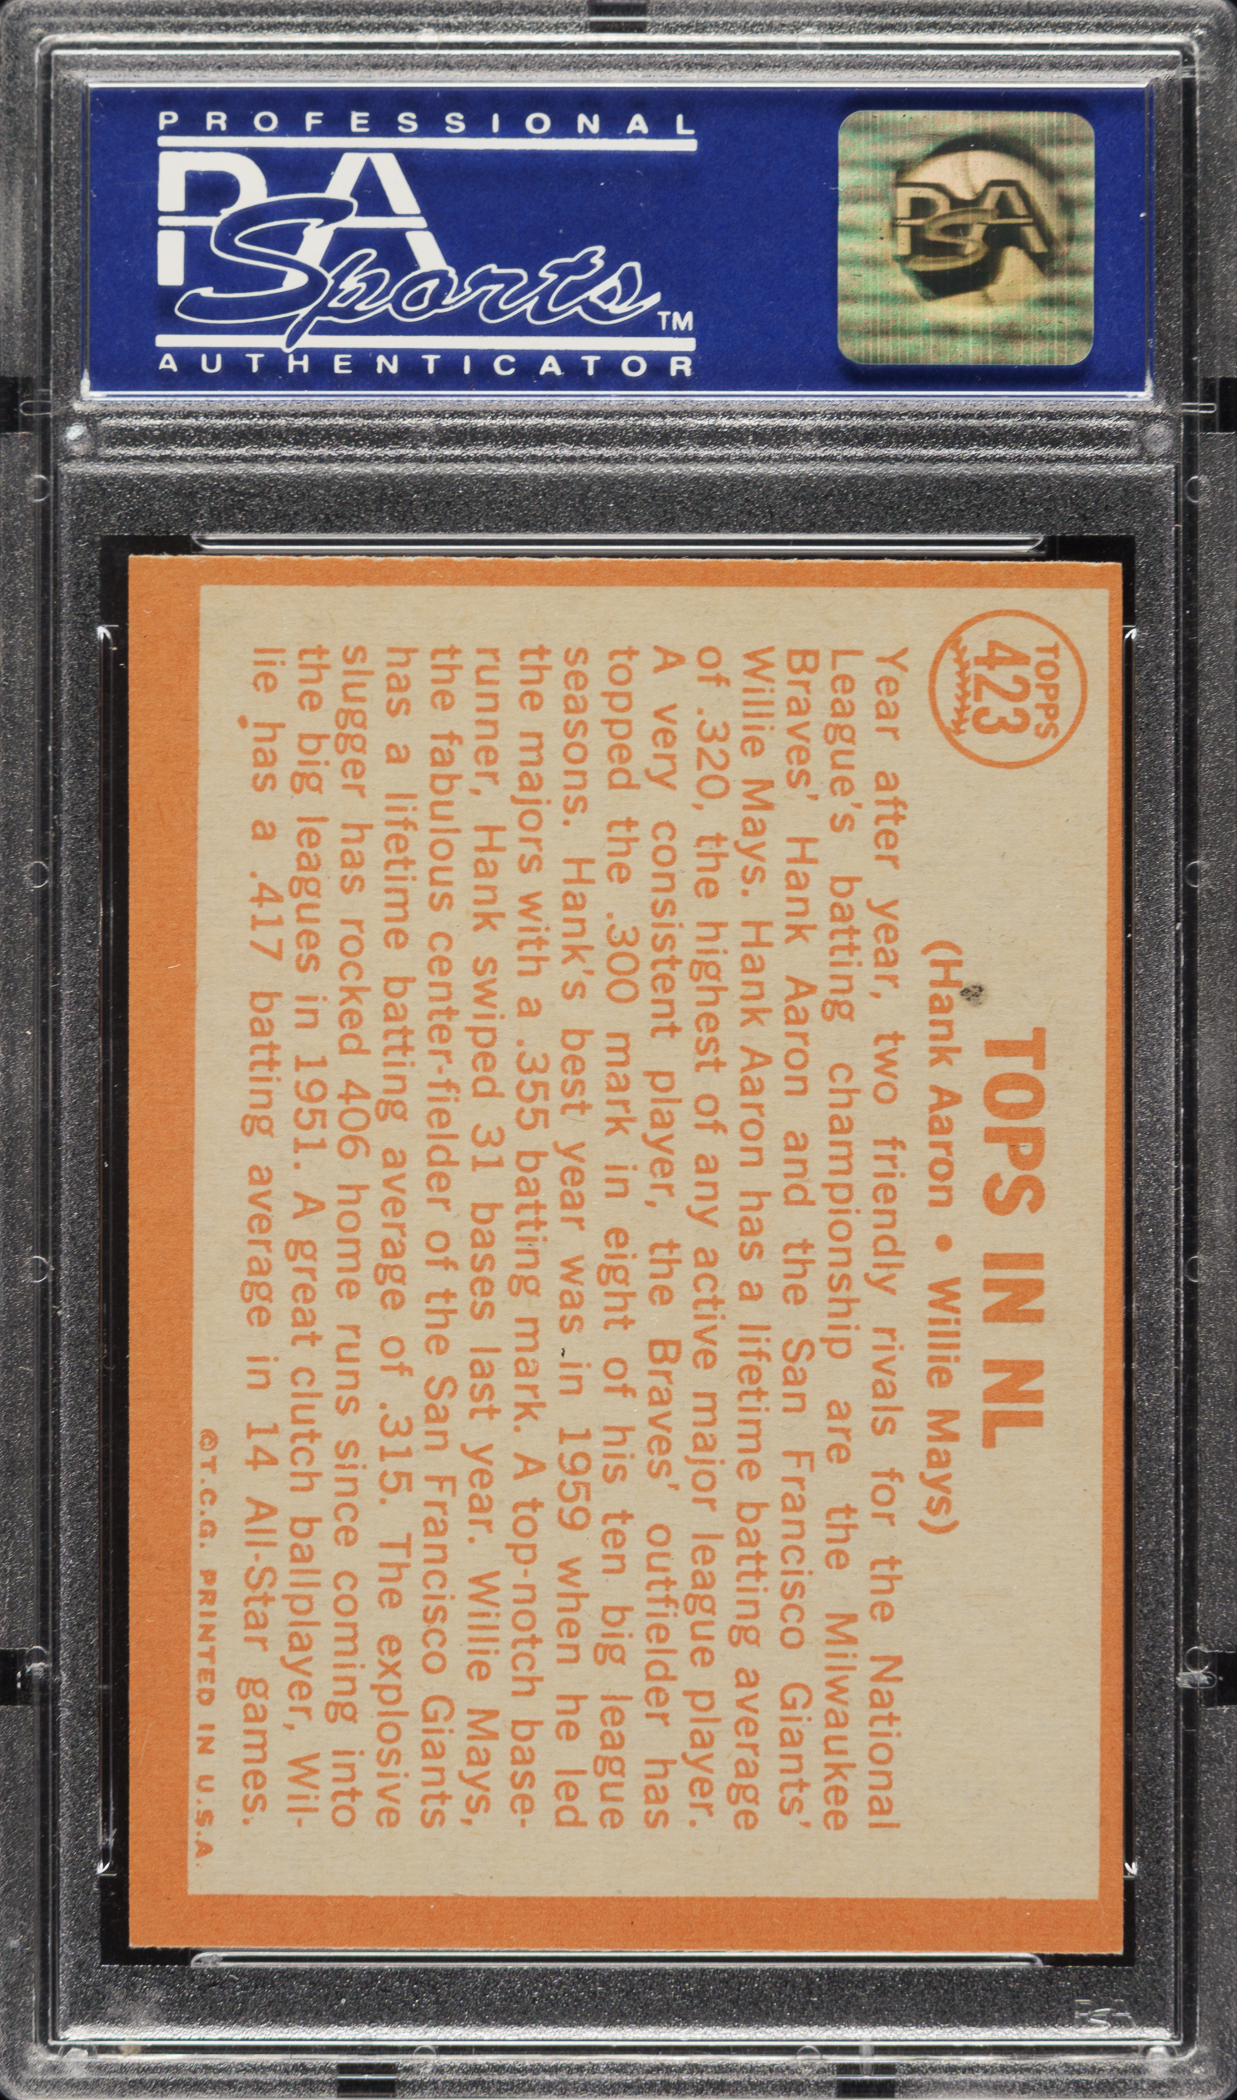 PROFESSIONAL
PSA
Sports™
AUTHENTICATOR
PSA
TOPPS
423
TOPS IN NL
(Hank Aaron • Willie Mays)
Year after year, two friendly rivals for the National
League's batting championship are the Milwaukee
Braves' Hank Aaron and the San Francisco Giants'
Willie Mays. Hank Aaron has a lifetime batting average
of .320, the highest of any active major league player.
A very consistent player, the Braves' outfielder has
topped the .300 mark in eight of his ten big league
seasons. Hank's best year was in 1959 when he led
the majors with a .355 batting mark. A top-notch base-
runner, Hank swiped 31 bases last year. Willie Mays,
the fabulous center-fielder of the San Francisco Giants
has a lifetime batting average of .315. The explosive
slugger has rocked 406 home runs since coming into
the big leagues in 1951. A great clutch ballplayer, Wil-
lie has a .417 batting average in 14 All-Star games.
©T.C.G. PRINTED IN U.S.A.
PSA